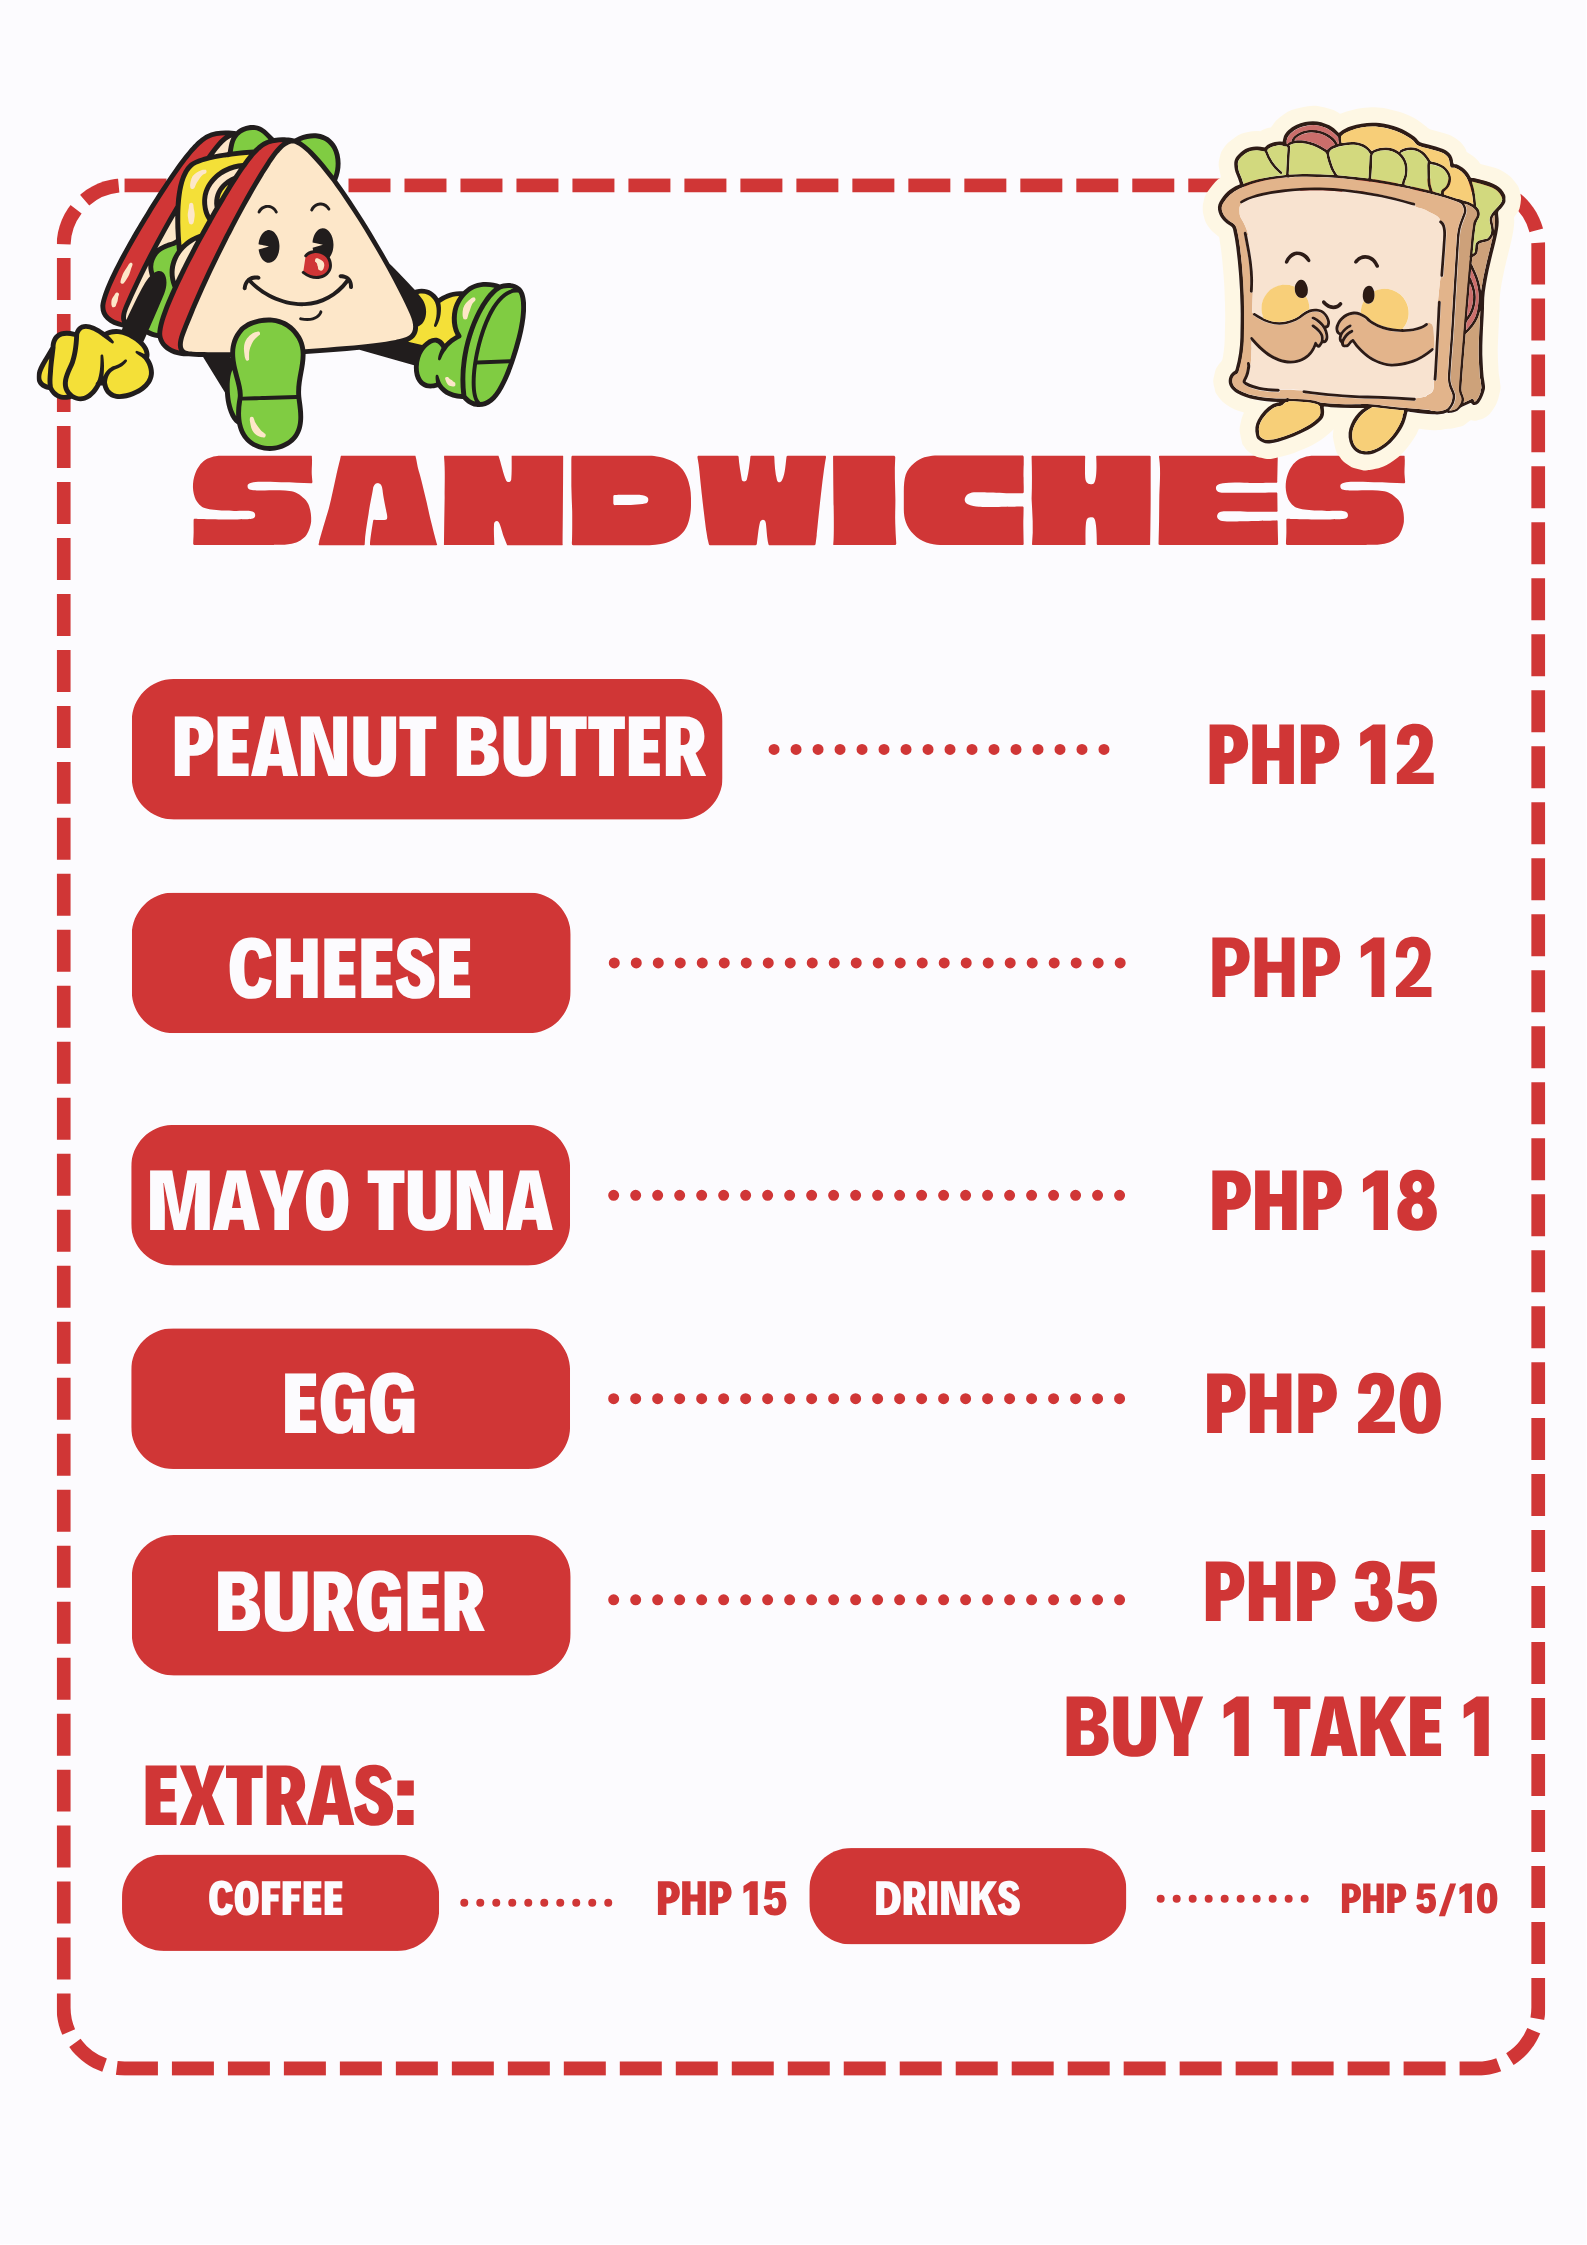 SANDWICHES
PEANUT BUTTER PHP 12
CHEESE PHP 12
MAYO TUNA PHP 18
EGG PHP 20
BURGER PHP 35
BUY 1 TAKE 1
EXTRAS:
COFFEE PHP 15 DRINKS PHP 5/10